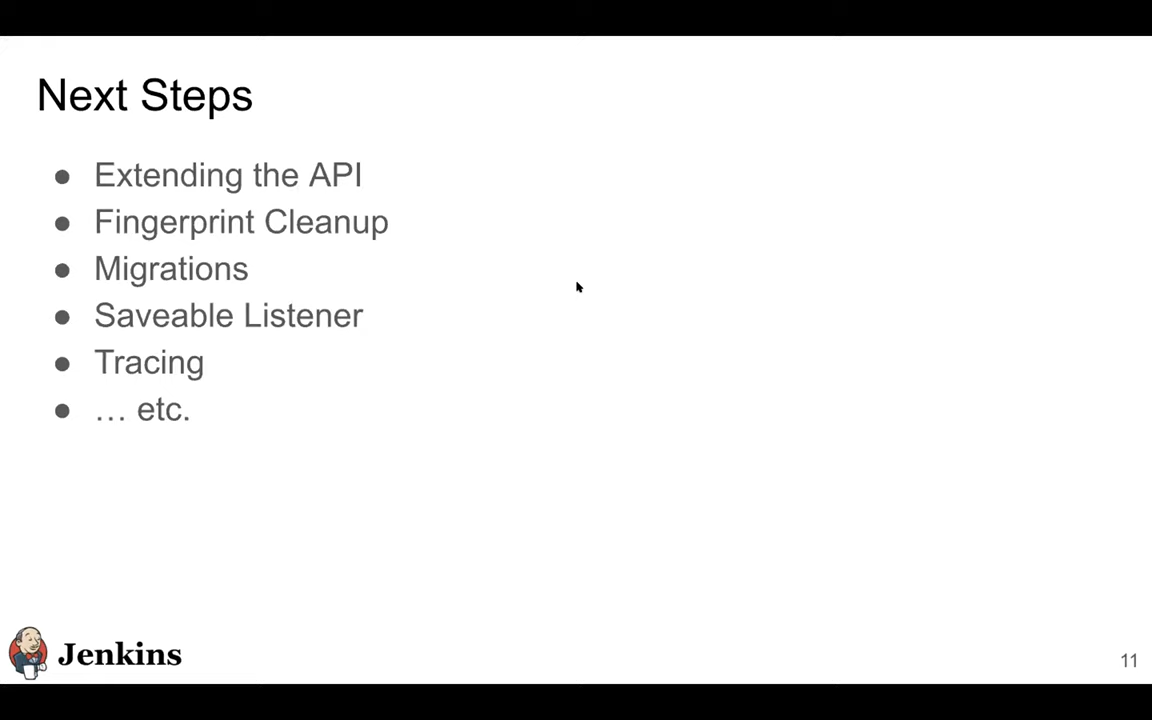 Next Steps
● Extending the API
● Fingerprint Cleanup
● Migrations
● Saveable Listener
● Tracing
● … etc.
Jenkins
11